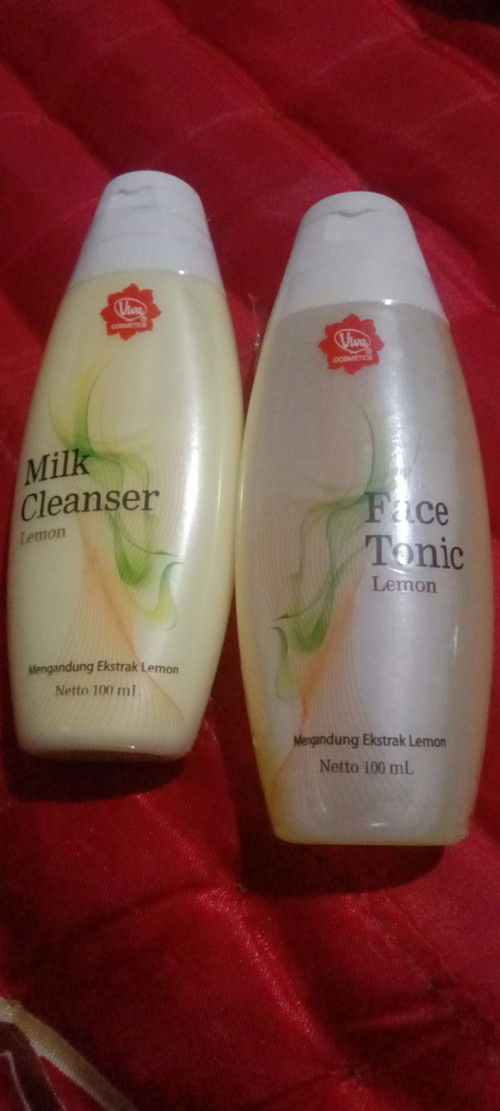 Viva
COSMETICS
Milk
Cleanser
Lemon
Mengandung Ekstrak Lemon
Netto 100 mL
Viva
COSMETICS
Face
Tonic
Lemon
Mengandung Ekstrak Lemon
Netto 100 mL